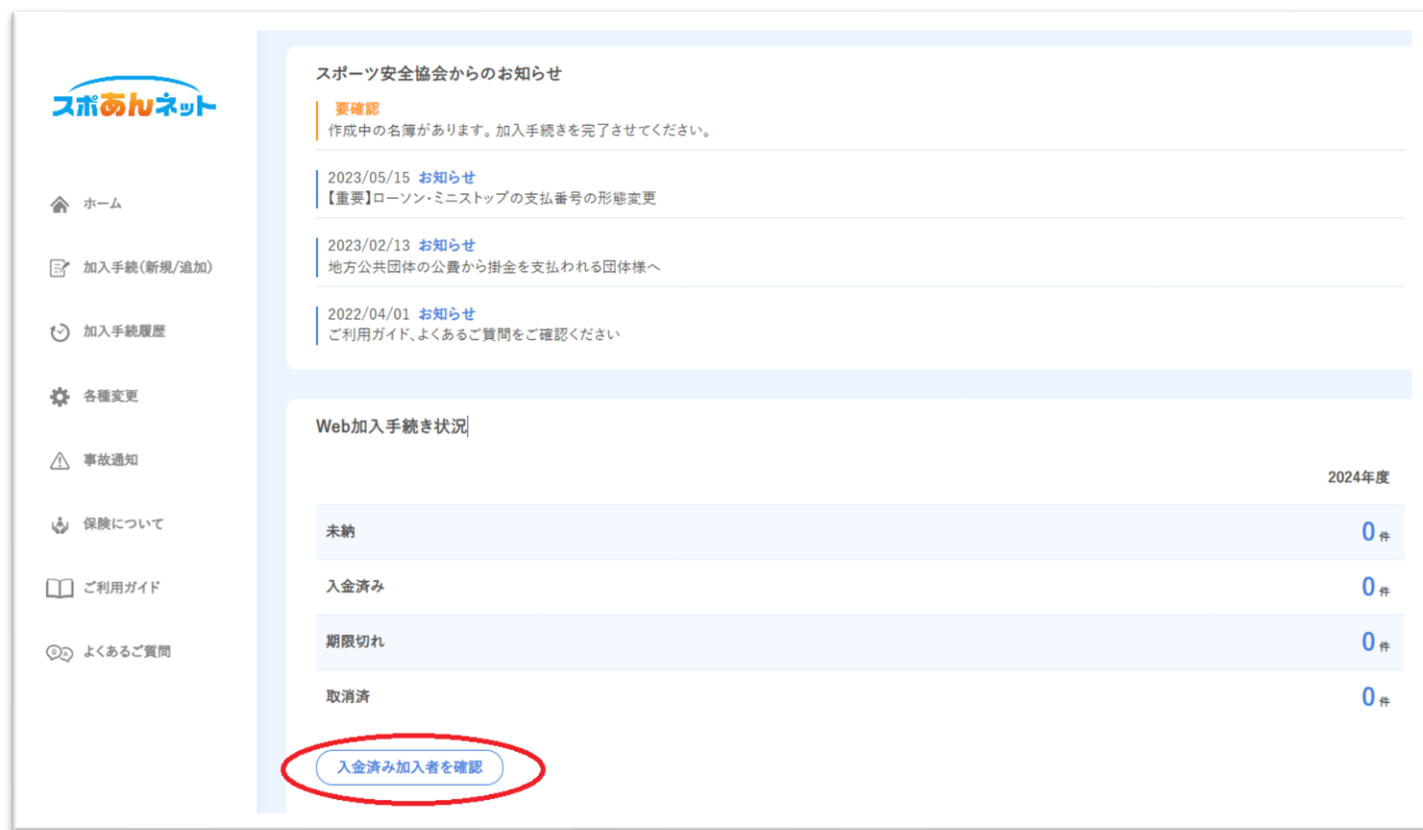 スポあんネット
ホーム
加入手続(新規/追加)
加入手続履歴
各種変更
事故通知
保険について
ご利用ガイド
よくあるご質問
スポーツ安全協会からのお知らせ
要確認
作成中の名簿があります。加入手続きを完了させてください。
2023/05/15 お知らせ
【重要】ローソン・ミニストップの支払番号の形態変更
2023/02/13 お知らせ
地方公共団体の公費から掛金を支払われる団体様へ
2022/04/01 お知らせ
ご利用ガイド、よくあるご質問をご確認ください
Web加入手続き状況
2024年度
未納 0件
入金済み 0件
期限切れ 0件
取消済 0件
入金済み加入者を確認